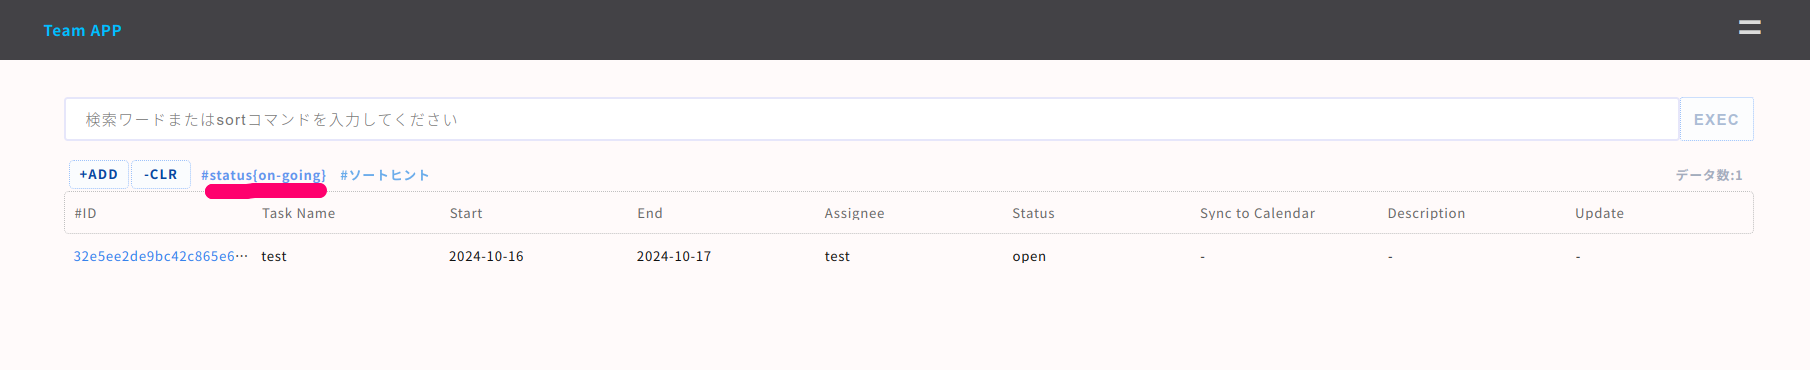 Team APP
検索ワードまたはsortコマンドを入力してください
EXEC
+ADD -CLR #status{on-going} #ソートヒント データ数:1
#ID Task Name Start End Assignee Status Sync to Calendar Description Update
32e5ee2de9bc42c865e6… test 2024-10-16 2024-10-17 test open - - -